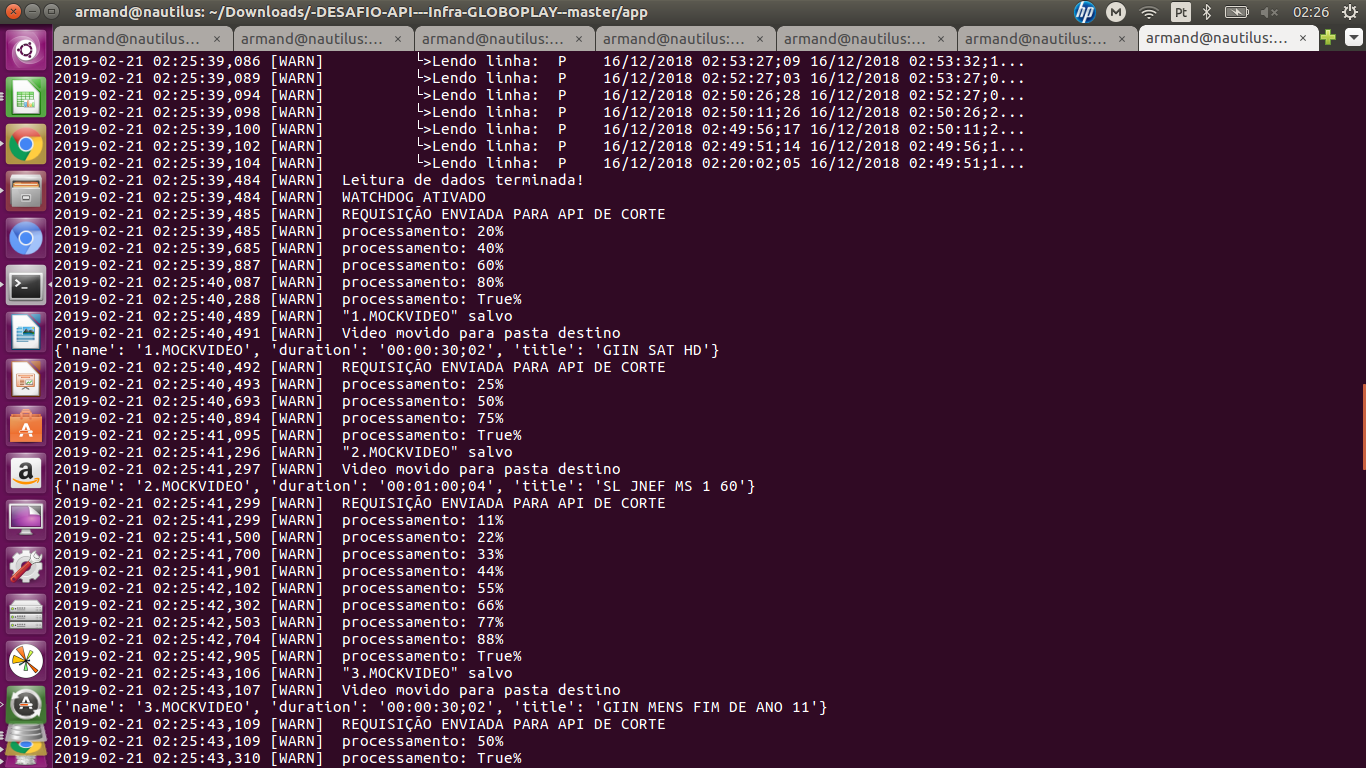 armand@nautilus: ~/Downloads/-DESAFIO-API---Infra-GLOBOPLAY--master/app
hp M Pt 02:26
armand@nautilus:... × armand@nautilus:... × armand@nautilus:... × armand@nautilus:... × armand@nautilus:... × armand@nautilus:... × armand@nautilus:... ×
2019-02-21 02:25:39,086 [WARN] └>Lendo linha: P 16/12/2018 02:53:27;09 16/12/2018 02:53:32;1...
2019-02-21 02:25:39,089 [WARN] └>Lendo linha: P 16/12/2018 02:52:27;03 16/12/2018 02:53:27;0...
2019-02-21 02:25:39,094 [WARN] └>Lendo linha: P 16/12/2018 02:50:26;28 16/12/2018 02:52:27;0...
2019-02-21 02:25:39,098 [WARN] └>Lendo linha: P 16/12/2018 02:50:11;26 16/12/2018 02:50:26;2...
2019-02-21 02:25:39,100 [WARN] └>Lendo linha: P 16/12/2018 02:49:56;17 16/12/2018 02:50:11;2...
2019-02-21 02:25:39,102 [WARN] └>Lendo linha: P 16/12/2018 02:49:51;14 16/12/2018 02:49:56;1...
2019-02-21 02:25:39,104 [WARN] └>Lendo linha: P 16/12/2018 02:20:02;05 16/12/2018 02:49:51;1...
2019-02-21 02:25:39,484 [WARN] Leitura de dados terminada!
2019-02-21 02:25:39,484 [WARN] WATCHDOG ATIVADO
2019-02-21 02:25:39,485 [WARN] REQUISIÇÃO ENVIADA PARA API DE CORTE
2019-02-21 02:25:39,485 [WARN] processamento: 20%
2019-02-21 02:25:39,685 [WARN] processamento: 40%
2019-02-21 02:25:39,887 [WARN] processamento: 60%
2019-02-21 02:25:40,087 [WARN] processamento: 80%
2019-02-21 02:25:40,288 [WARN] processamento: True%
2019-02-21 02:25:40,489 [WARN] "1.MOCKVIDEO" salvo
2019-02-21 02:25:40,491 [WARN] Video movido para pasta destino
{'name': '1.MOCKVIDEO', 'duration': '00:00:30;02', 'title': 'GIIN SAT HD'}
2019-02-21 02:25:40,492 [WARN] REQUISIÇÃO ENVIADA PARA API DE CORTE
2019-02-21 02:25:40,493 [WARN] processamento: 25%
2019-02-21 02:25:40,693 [WARN] processamento: 50%
2019-02-21 02:25:40,894 [WARN] processamento: 75%
2019-02-21 02:25:41,095 [WARN] processamento: True%
2019-02-21 02:25:41,296 [WARN] "2.MOCKVIDEO" salvo
2019-02-21 02:25:41,297 [WARN] Video movido para pasta destino
{'name': '2.MOCKVIDEO', 'duration': '00:01:00;04', 'title': 'SL JNEF MS 1 60'}
2019-02-21 02:25:41,299 [WARN] REQUISIÇÃO ENVIADA PARA API DE CORTE
2019-02-21 02:25:41,299 [WARN] processamento: 11%
2019-02-21 02:25:41,500 [WARN] processamento: 22%
2019-02-21 02:25:41,700 [WARN] processamento: 33%
2019-02-21 02:25:41,901 [WARN] processamento: 44%
2019-02-21 02:25:42,102 [WARN] processamento: 55%
2019-02-21 02:25:42,302 [WARN] processamento: 66%
2019-02-21 02:25:42,503 [WARN] processamento: 77%
2019-02-21 02:25:42,704 [WARN] processamento: 88%
2019-02-21 02:25:42,905 [WARN] processamento: True%
2019-02-21 02:25:43,106 [WARN] "3.MOCKVIDEO" salvo
2019-02-21 02:25:43,107 [WARN] Video movido para pasta destino
{'name': '3.MOCKVIDEO', 'duration': '00:00:30;02', 'title': 'GIIN MENS FIM DE ANO 11'}
2019-02-21 02:25:43,109 [WARN] REQUISIÇÃO ENVIADA PARA API DE CORTE
2019-02-21 02:25:43,109 [WARN] processamento: 50%
2019-02-21 02:25:43,310 [WARN] processamento: True%